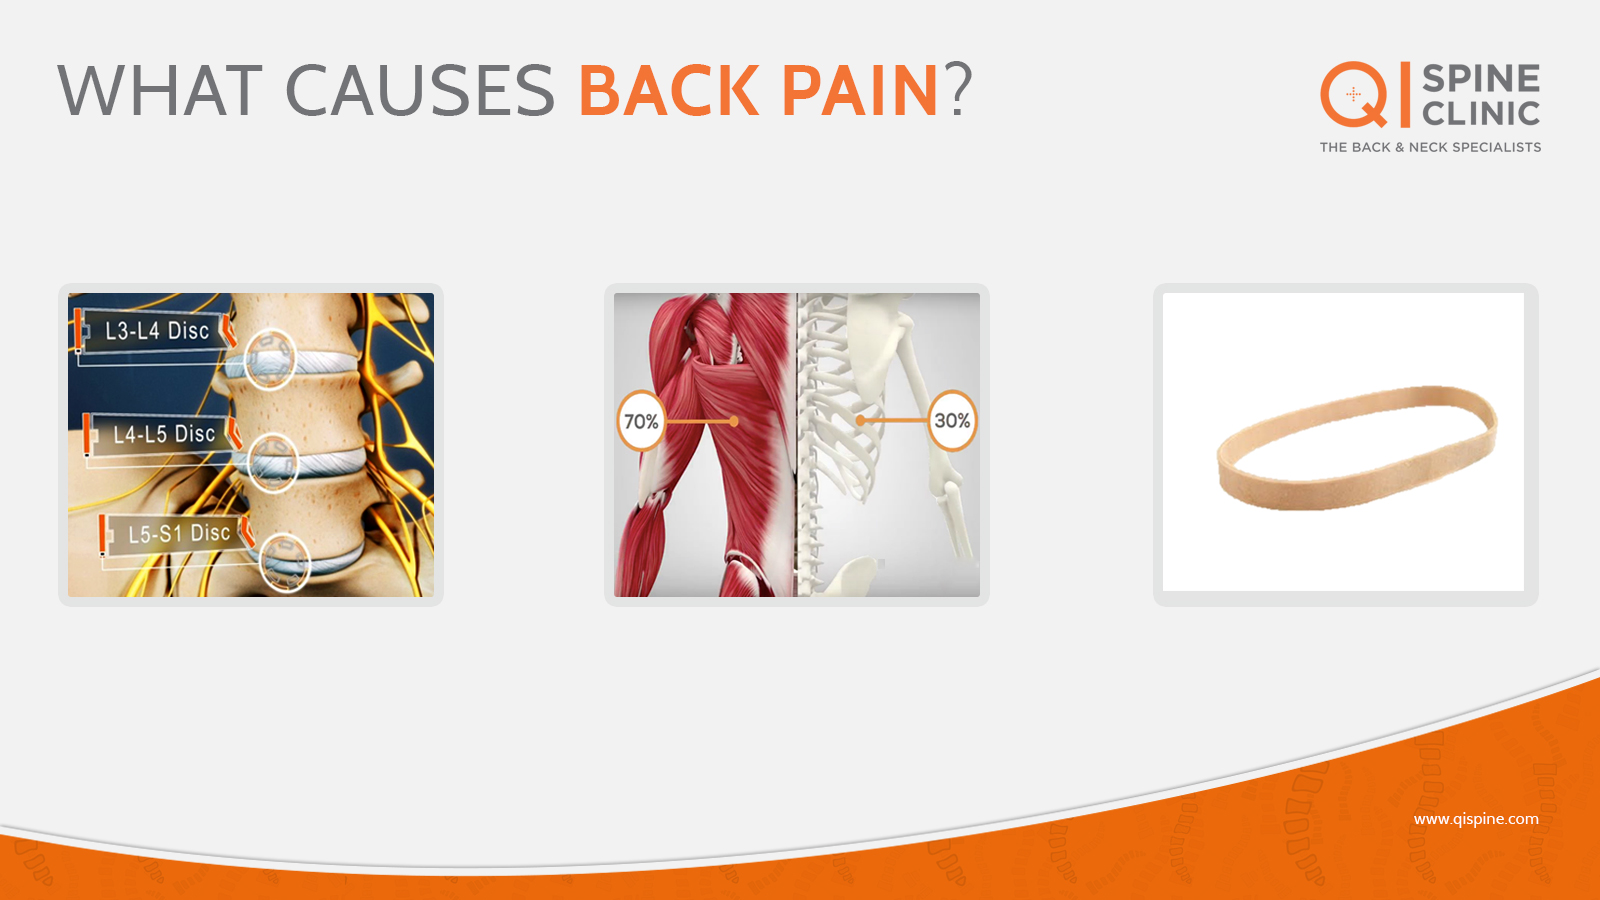 WHAT CAUSES BACK PAIN?
QI SPINE
CLINIC
THE BACK & NECK SPECIALISTS
L3-L4 Disc
L4-L5 Disc
L5-S1 Disc
70%
30%
www.qispine.com